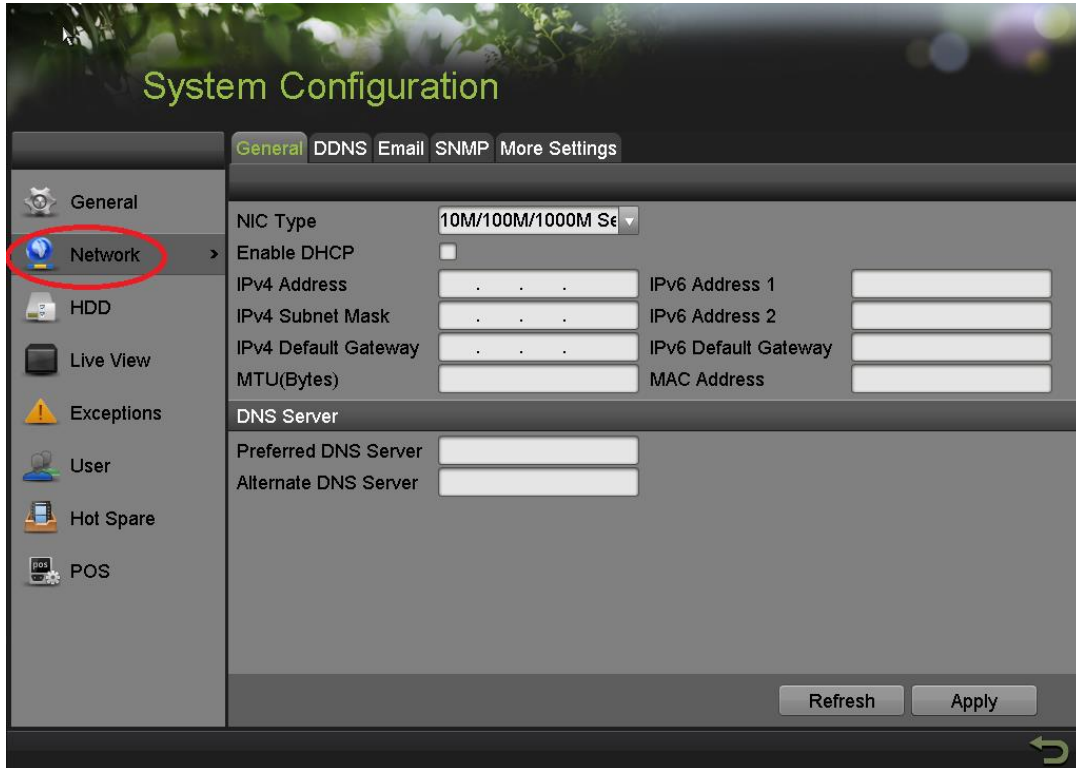 System Configuration
General DDNS Email SNMP More Settings
General
Network >
HDD
Live View
Exceptions
User
Hot Spare
POS
NIC Type 10M/100M/1000M Se
Enable DHCP
IPv4 Address . . . IPv6 Address 1
IPv4 Subnet Mask . . . IPv6 Address 2
IPv4 Default Gateway . . . IPv6 Default Gateway
MTU(Bytes) MAC Address
DNS Server
Preferred DNS Server
Alternate DNS Server
Refresh Apply
pos